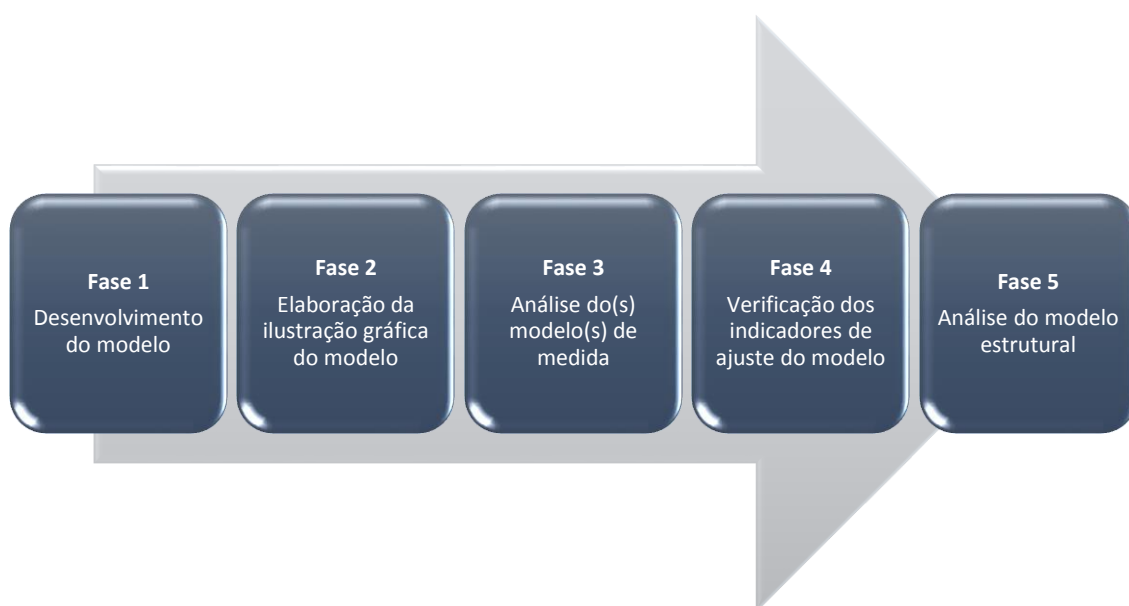 Fase 1
Desenvolvimento
do modelo
Fase 2
Elaboração da
ilustração gráfica
do modelo
Fase 3
Análise do(s)
modelo(s) de
medida
Fase 4
Verificação dos
indicadores de
ajuste do modelo
Fase 5
Análise do modelo
estrutural